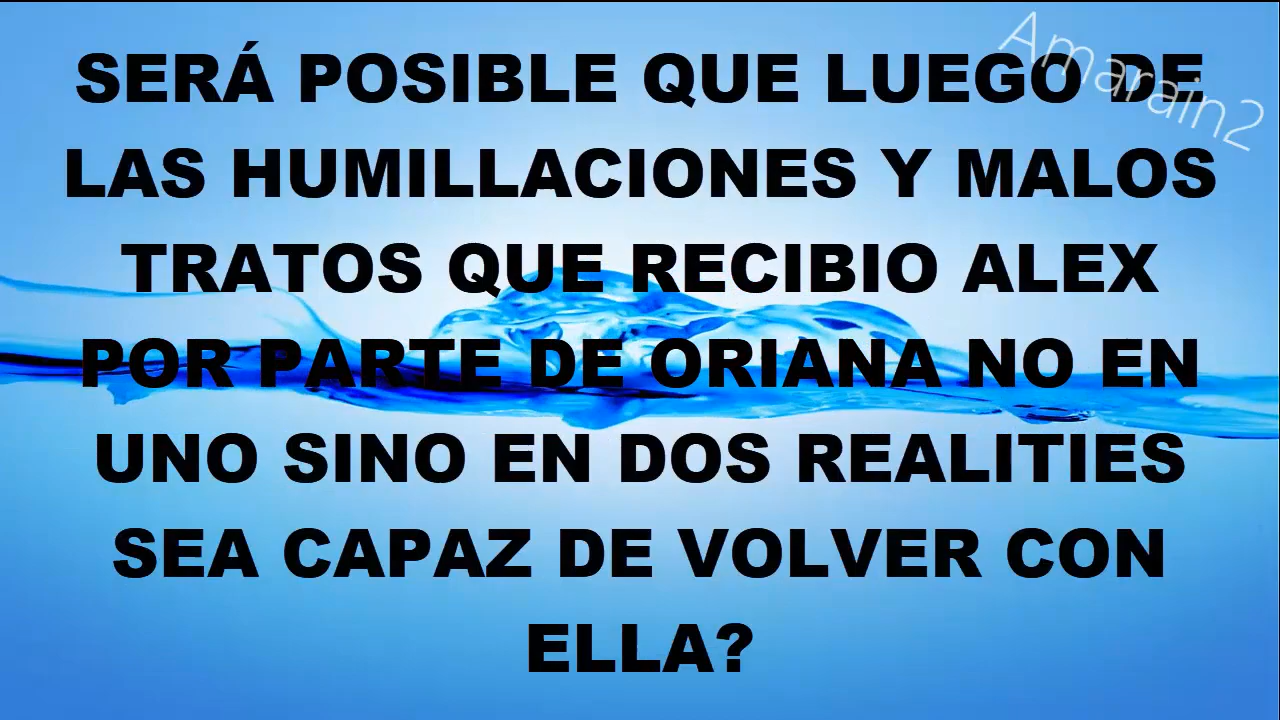 SERÁ POSIBLE QUE LUEGO DE
LAS HUMILLACIONES Y MALOS
TRATOS QUE RECIBIO ALEX
POR PARTE DE ORIANA NO EN
UNO SINO EN DOS REALITIES
SEA CAPAZ DE VOLVER CON
ELLA?
Amarain2